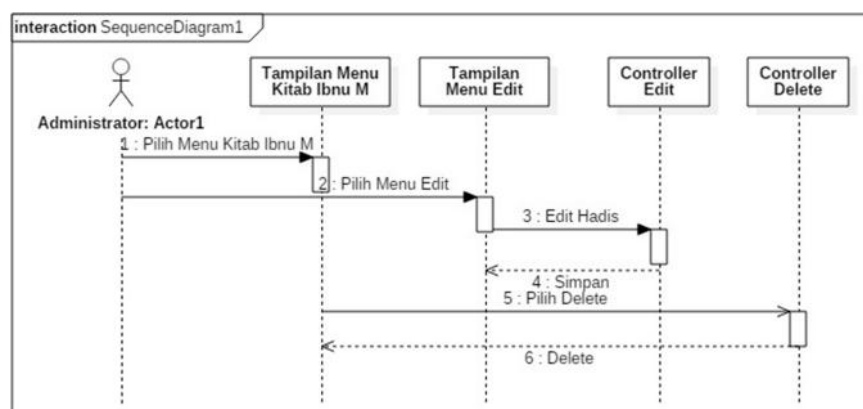 interaction SequenceDiagram1
Tampilan Menu
Kitab Ibnu M
Tampilan
Menu Edit
Controller
Edit
Controller
Delete
Administrator: Actor1
1 : Pilih Menu Kitab Ibnu M
2 : Pilih Menu Edit
3 : Edit Hadis
4 : Simpan
5 : Pilih Delete
6 : Delete